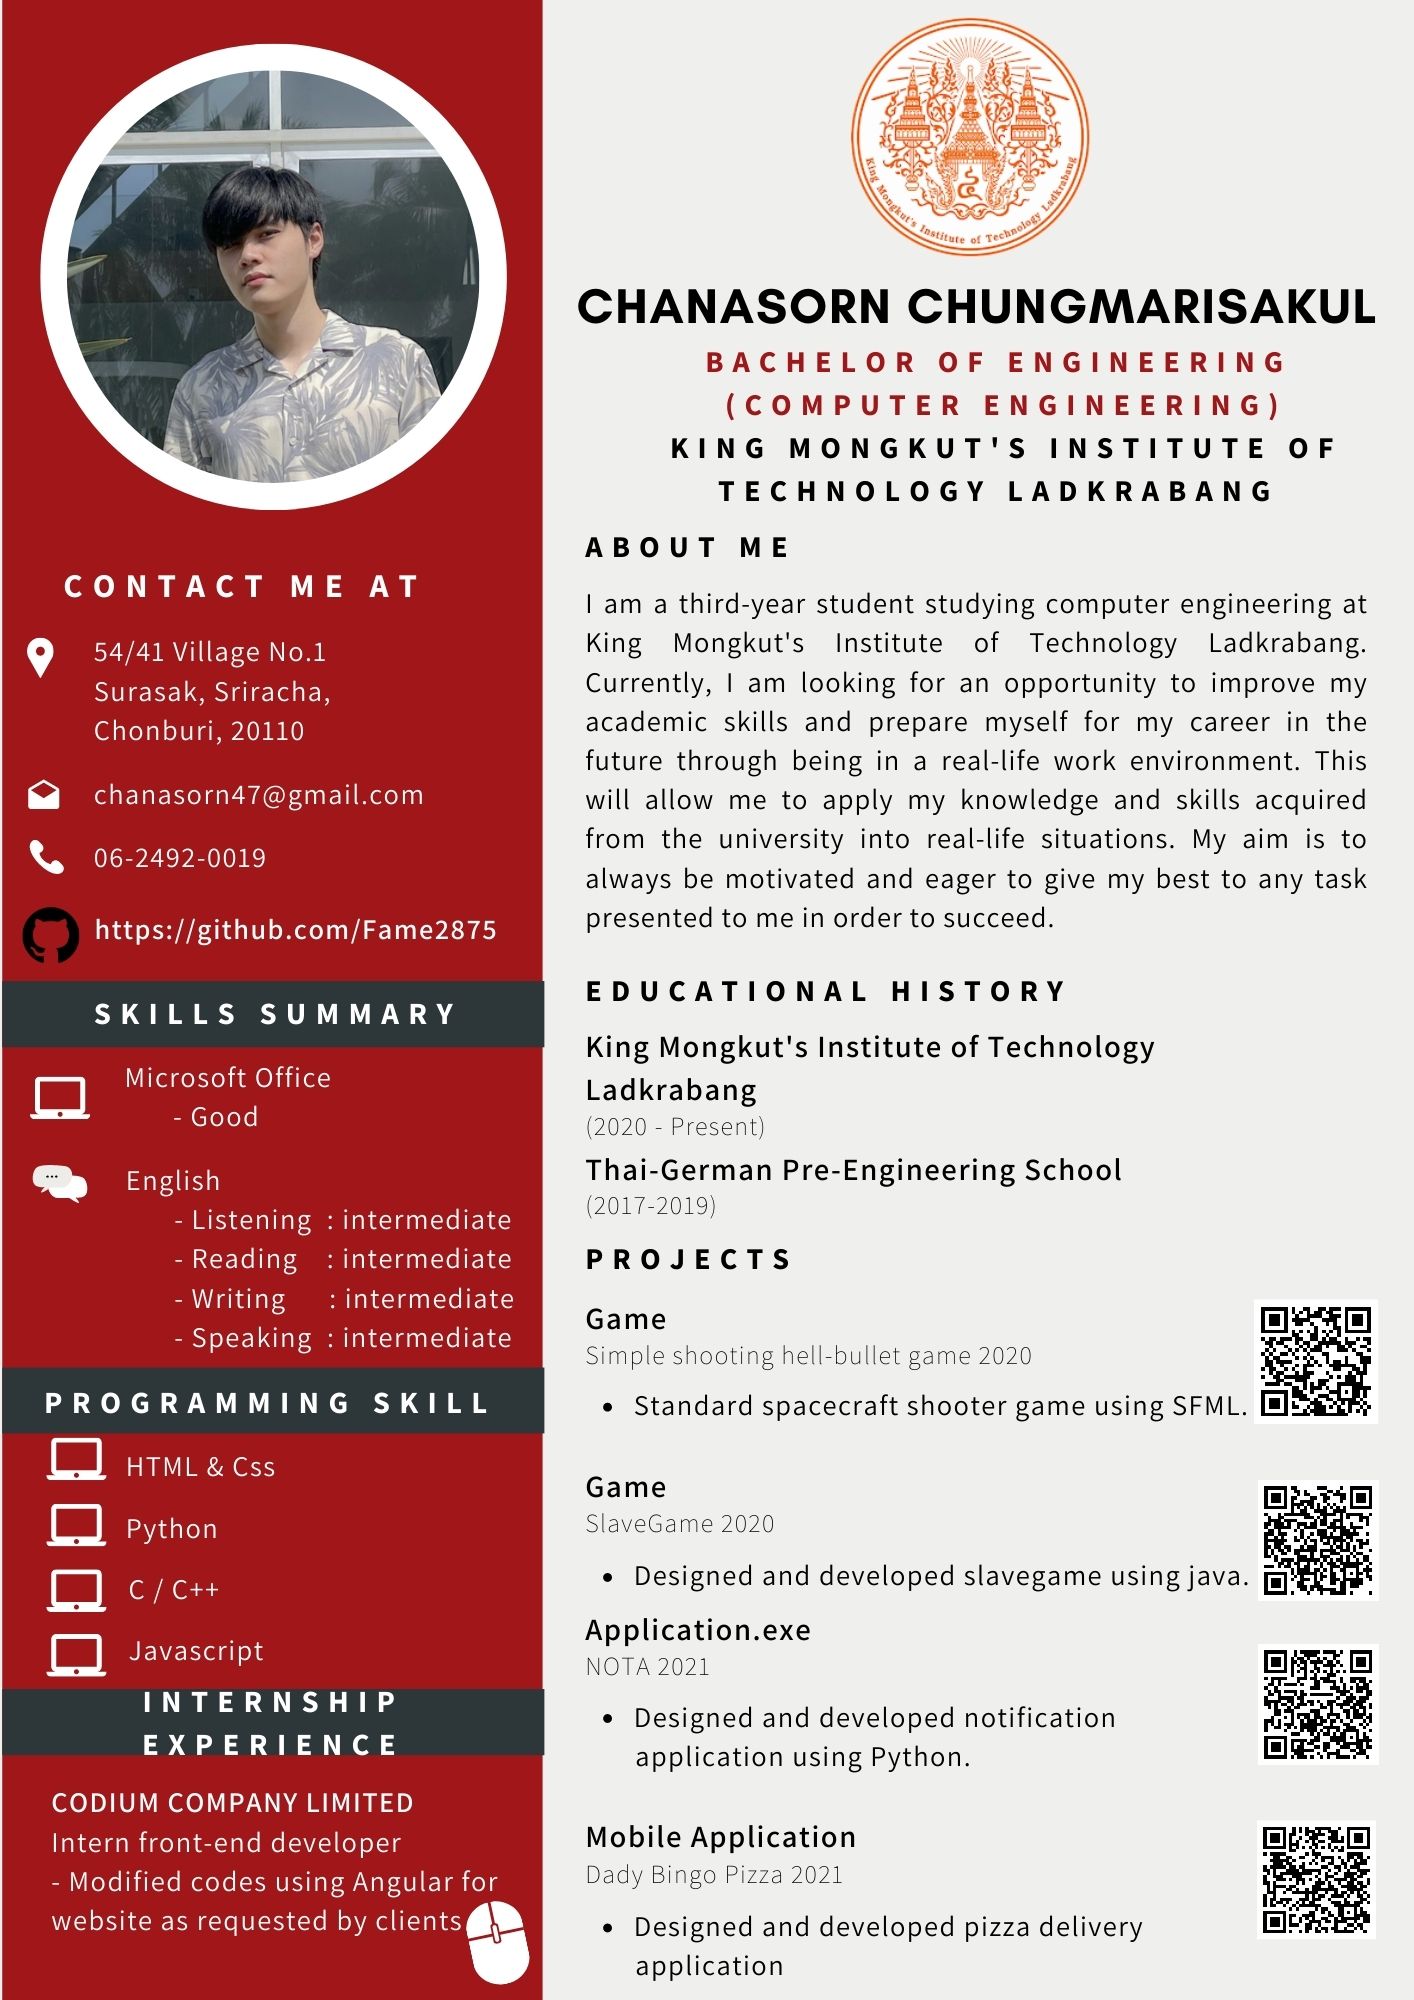 CONTACT ME AT
54/41 Village No.1
Surasak, Sriracha,
Chonburi, 20110
chanasorn47@gmail.com
06-2492-0019
https://github.com/Fame2875
SKILLS SUMMARY
Microsoft Office
- Good
English
- Listening : intermediate
- Reading : intermediate
- Writing : intermediate
- Speaking : intermediate
PROGRAMMING SKILL
HTML & Css
Python
C / C++
Javascript
INTERNSHIP
EXPERIENCE
CODIUM COMPANY LIMITED
Intern front-end developer
- Modified codes using Angular for
website as requested by clients
King Mongkut's Institute of Technology Ladkrabang
CHANASORN CHUNGMARISAKUL
BACHELOR OF ENGINEERING
(COMPUTER ENGINEERING)
KING MONGKUT'S INSTITUTE OF
TECHNOLOGY LADKRABANG
ABOUT ME
I am a third-year student studying computer engineering at
King Mongkut's Institute of Technology Ladkrabang.
Currently, I am looking for an opportunity to improve my
academic skills and prepare myself for my career in the
future through being in a real-life work environment. This
will allow me to apply my knowledge and skills acquired
from the university into real-life situations. My aim is to
always be motivated and eager to give my best to any task
presented to me in order to succeed.
EDUCATIONAL HISTORY
King Mongkut's Institute of Technology
Ladkrabang
(2020 - Present)
Thai-German Pre-Engineering School
(2017-2019)
PROJECTS
Game
Simple shooting hell-bullet game 2020
• Standard spacecraft shooter game using SFML.
Game
SlaveGame 2020
• Designed and developed slavegame using java.
Application.exe
NOTA 2021
• Designed and developed notification
application using Python.
Mobile Application
Dady Bingo Pizza 2021
• Designed and developed pizza delivery
application